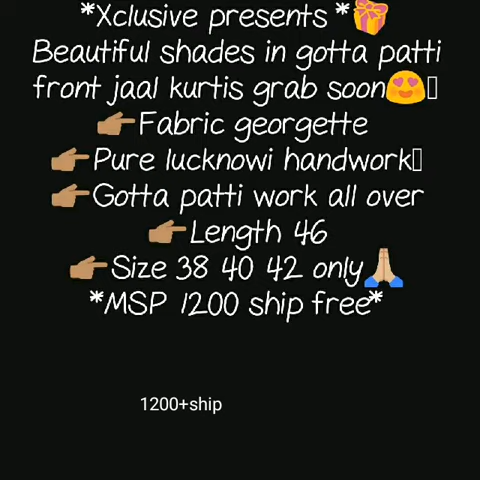 *Xclusive presents *🎁
Beautiful shades in gotta patti
front jaal kurtis grab soon😍
👉🏽Fabric georgette
👉🏽Pure lucknowi handwork
👉🏽Gotta patti work all over
👉🏽Length 46
👉🏽Size 38 40 42 only🙏🏼
*MSP 1200 ship free*
1200+ship